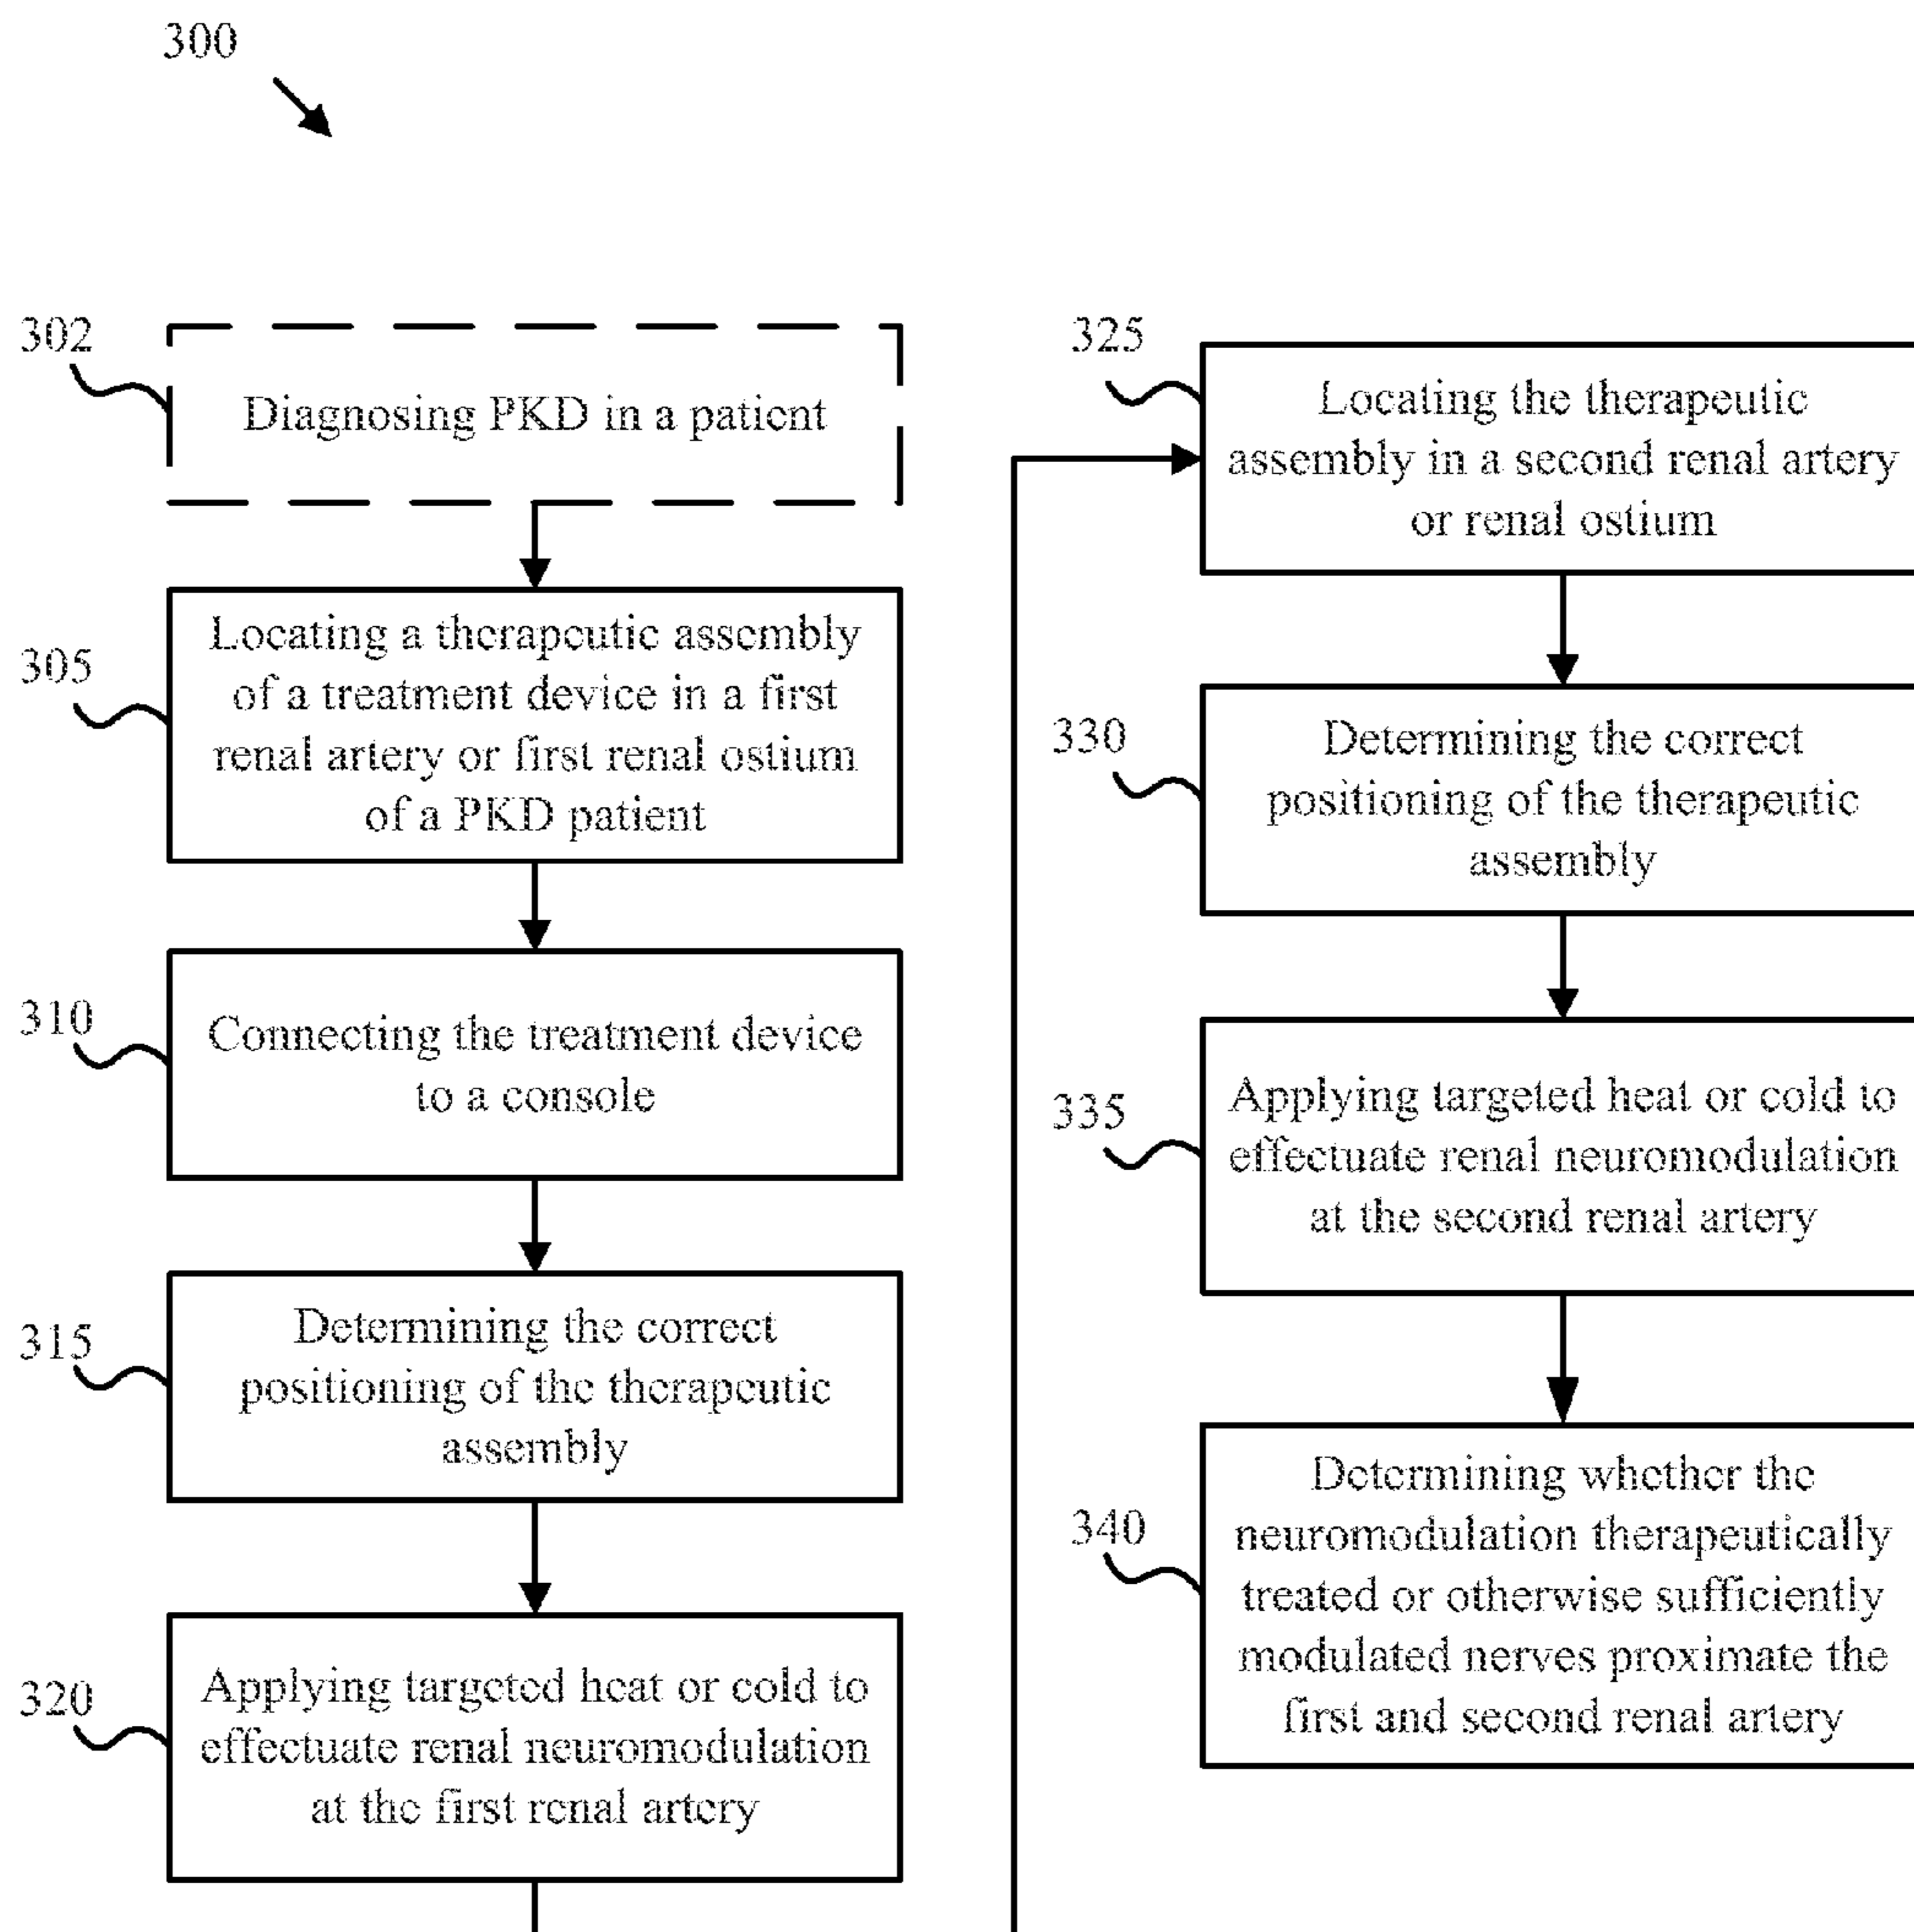 300
302
Diagnosing PKD in a patient
305
Locating a therapeutic assembly
of a treatment device in a first
renal artery or first renal ostium
of a PKD patient
310
Connecting the treatment device
to a console
315
Determining the correct
positioning of the therapeutic
assembly
320
Applying targeted heat or cold to
effectuate renal neuromodulation
at the first renal artery
325
Locating the therapeutic
assembly in a second renal artery
or renal ostium
330
Determining the correct
positioning of the therapeutic
assembly
335
Applying targeted heat or cold to
effectuate renal neuromodulation
at the second renal artery
340
Determining whether the
neuromodulation therapeutically
treated or otherwise sufficiently
modulated nerves proximate the
first and second renal artery